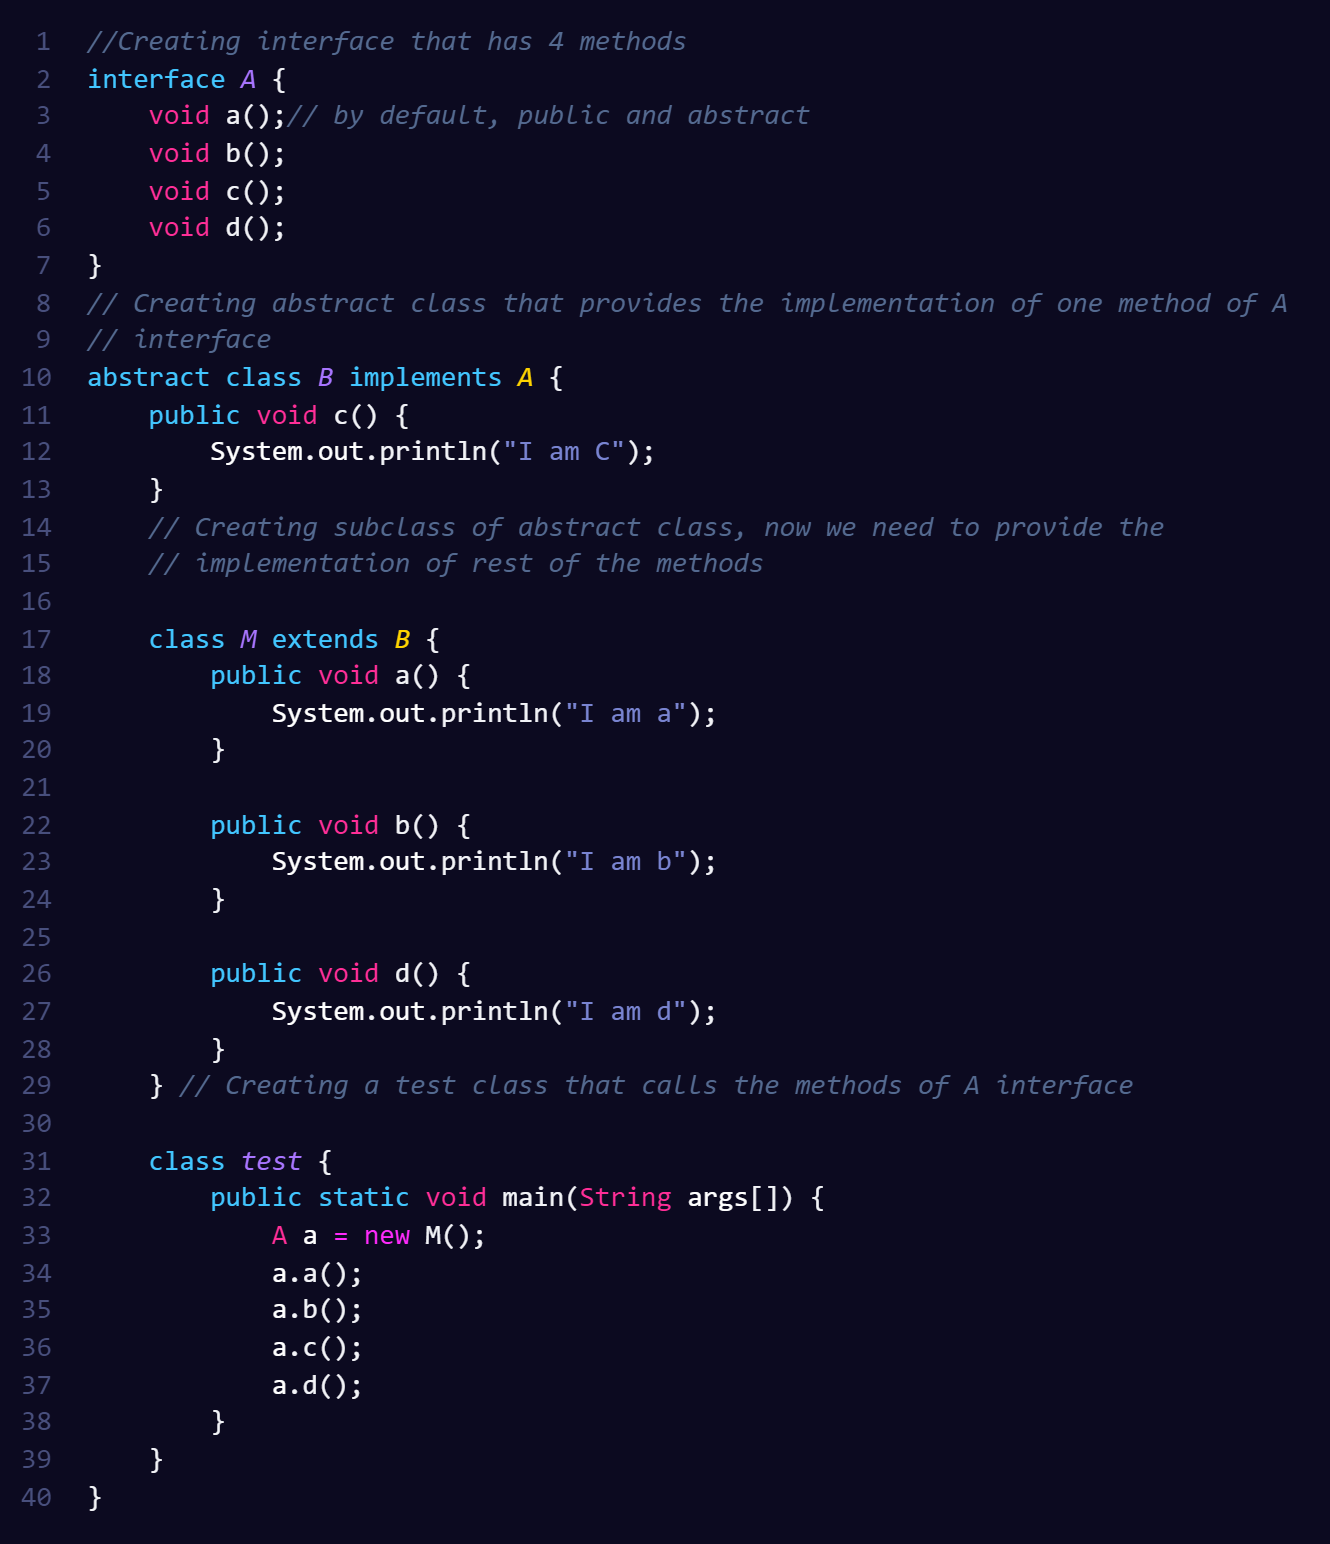 1 //Creating interface that has 4 methods
2 interface A {
3     void a();// by default, public and abstract
4     void b();
5     void c();
6     void d();
7 }
8 // Creating abstract class that provides the implementation of one method of A
9 // interface
10 abstract class B implements A {
11     public void c() {
12         System.out.println("I am C");
13     }
14     // Creating subclass of abstract class, now we need to provide the
15     // implementation of rest of the methods
16
17     class M extends B {
18         public void a() {
19             System.out.println("I am a");
20         }
21
22         public void b() {
23             System.out.println("I am b");
24         }
25
26         public void d() {
27             System.out.println("I am d");
28         }
29     } // Creating a test class that calls the methods of A interface
30
31     class test {
32         public static void main(String args[]) {
33             A a = new M();
34             a.a();
35             a.b();
36             a.c();
37             a.d();
38         }
39     }
40 }